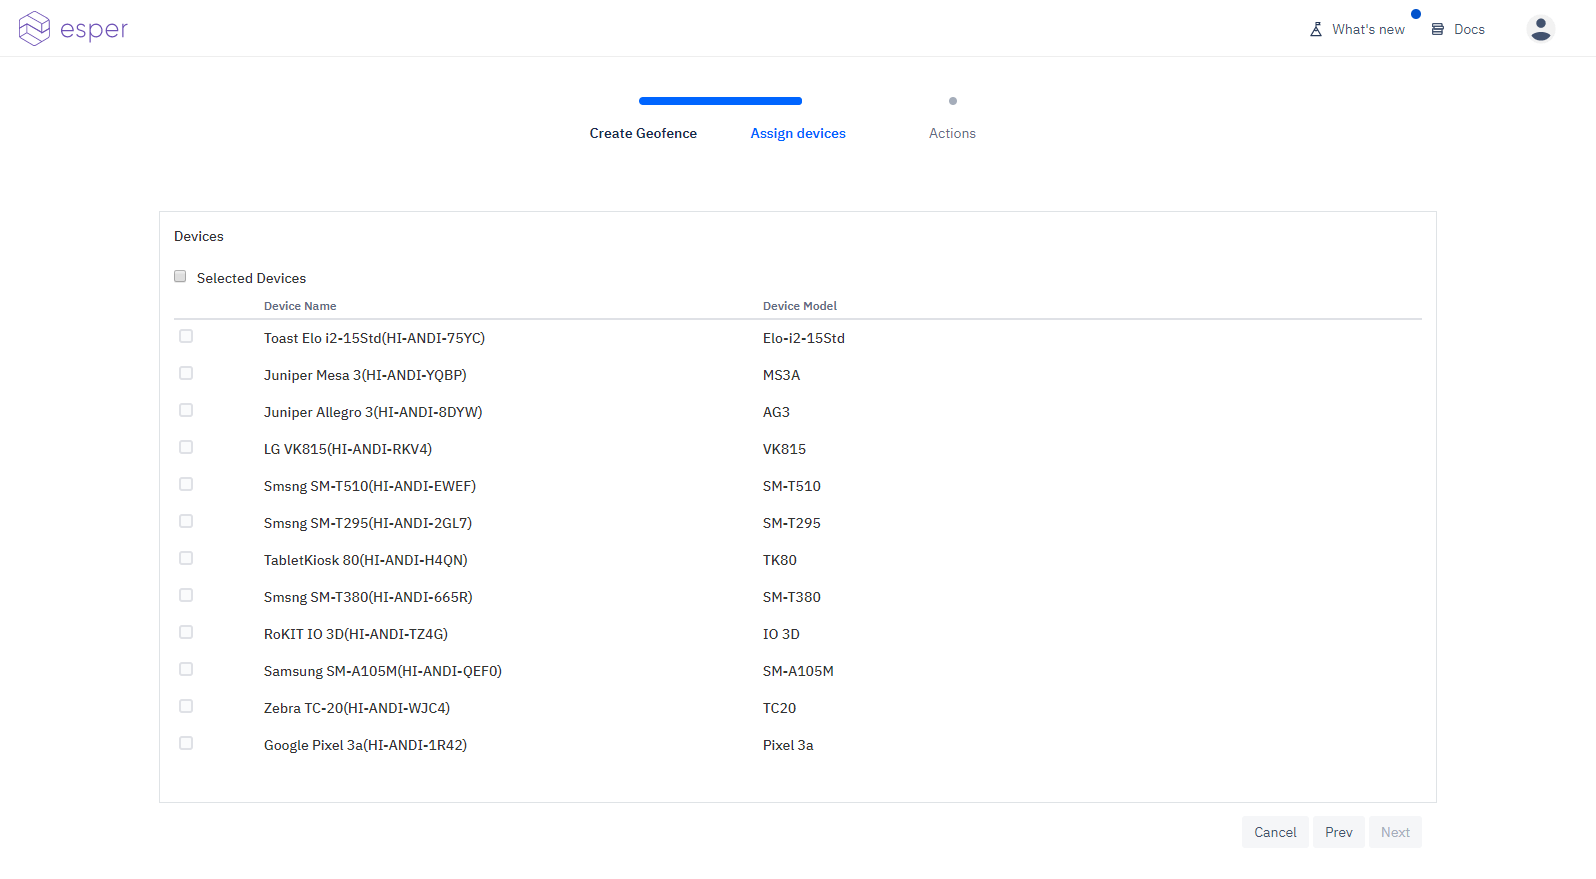 esper
What's new
Docs
Create Geofence
Assign devices
Actions
Devices
Selected Devices
Device Name Device Model
Toast Elo i2-15Std(HI-ANDI-75YC) Elo-i2-15Std
Juniper Mesa 3(HI-ANDI-YQBP) MS3A
Juniper Allegro 3(HI-ANDI-8DYW) AG3
LG VK815(HI-ANDI-RKV4) VK815
Smsng SM-T510(HI-ANDI-EWEF) SM-T510
Smsng SM-T295(HI-ANDI-2GL7) SM-T295
TabletKiosk 80(HI-ANDI-H4QN) TK80
Smsng SM-T380(HI-ANDI-665R) SM-T380
RoKIT IO 3D(HI-ANDI-TZ4G) IO 3D
Samsung SM-A105M(HI-ANDI-QEF0) SM-A105M
Zebra TC-20(HI-ANDI-WJC4) TC20
Google Pixel 3a(HI-ANDI-1R42) Pixel 3a
Cancel
Prev
Next